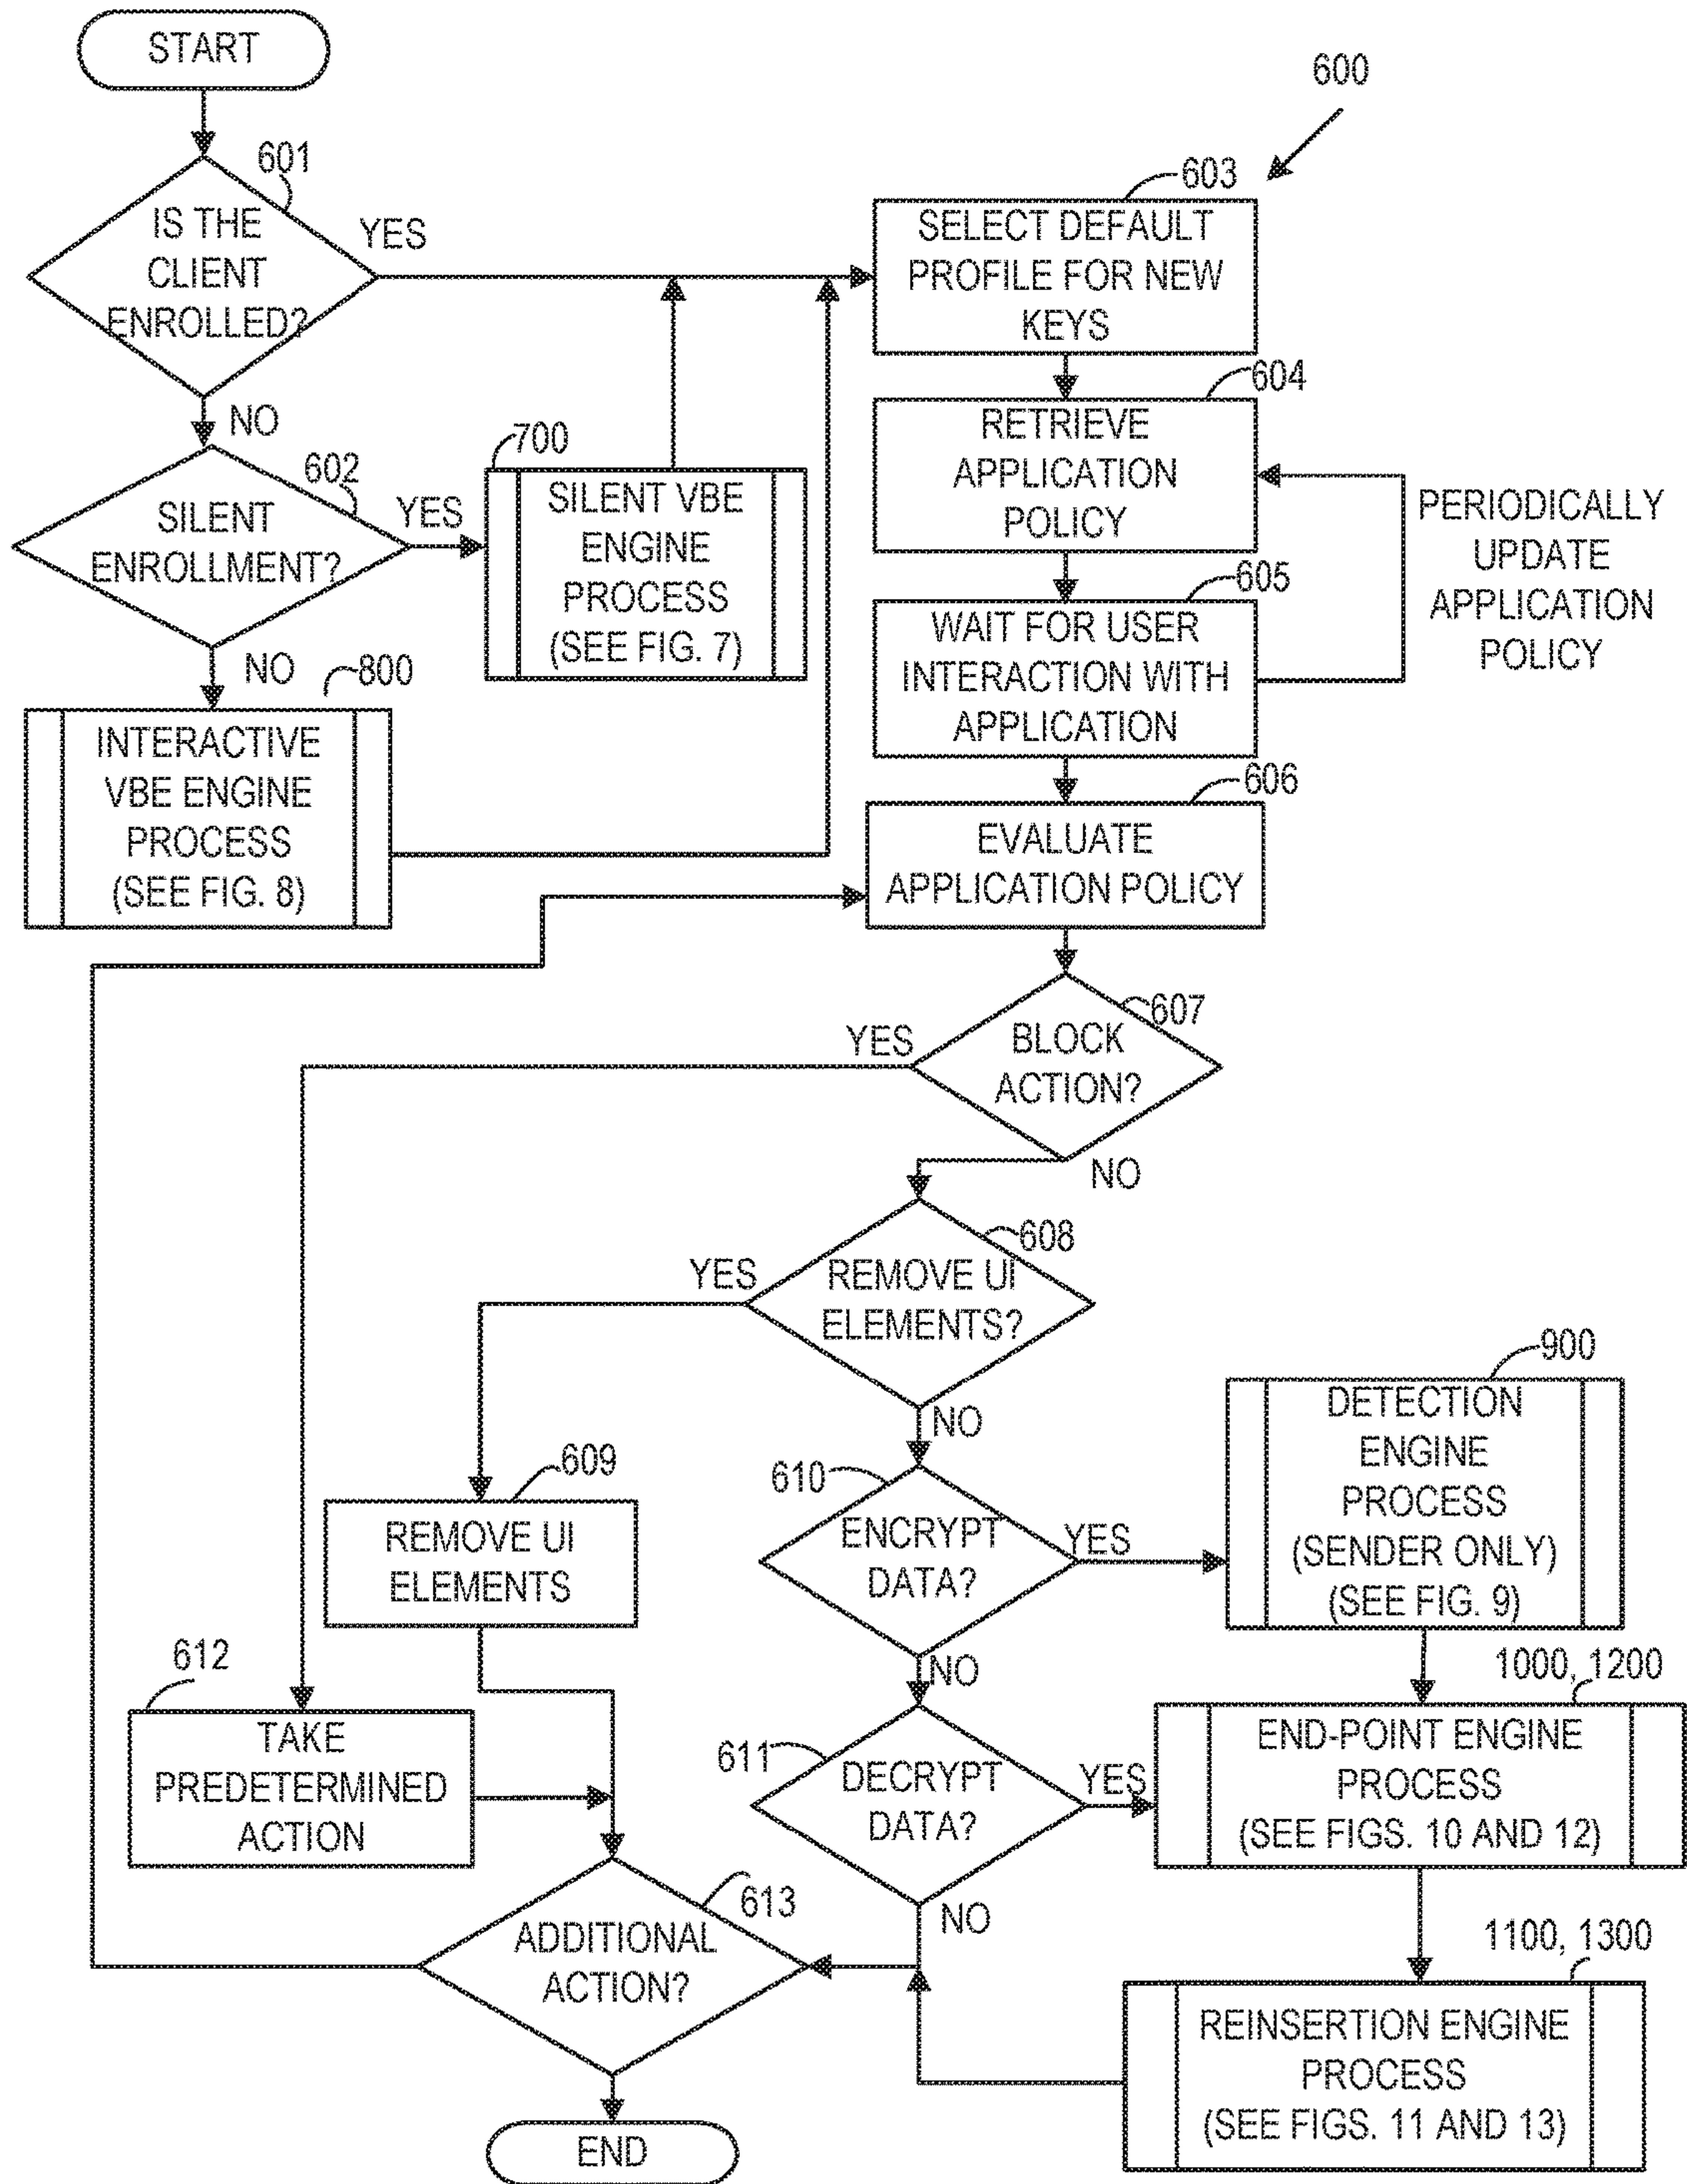 START
600
601
IS THE
CLIENT
ENROLLED?
YES
NO
603
SELECT DEFAULT
PROFILE FOR NEW
KEYS
604
RETRIEVE
APPLICATION
POLICY
602
SILENT
ENROLLMENT?
YES
NO
700
SILENT VBE
ENGINE
PROCESS
(SEE FIG. 7)
PERIODICALLY
UPDATE
APPLICATION
POLICY
605
WAIT FOR USER
INTERACTION WITH
APPLICATION
800
INTERACTIVE
VBE ENGINE
PROCESS
(SEE FIG. 8)
606
EVALUATE
APPLICATION POLICY
607
BLOCK
ACTION?
YES
NO
608
REMOVE UI
ELEMENTS?
YES
NO
609
REMOVE UI
ELEMENTS
610
ENCRYPT
DATA?
YES
NO
900
DETECTION
ENGINE
PROCESS
(SENDER ONLY)
(SEE FIG. 9)
612
TAKE
PREDETERMINED
ACTION
611
DECRYPT
DATA?
YES
NO
1000, 1200
END-POINT ENGINE
PROCESS
(SEE FIGS. 10 AND 12)
613
ADDITIONAL
ACTION?
1100, 1300
REINSERTION ENGINE
PROCESS
(SEE FIGS. 11 AND 13)
END